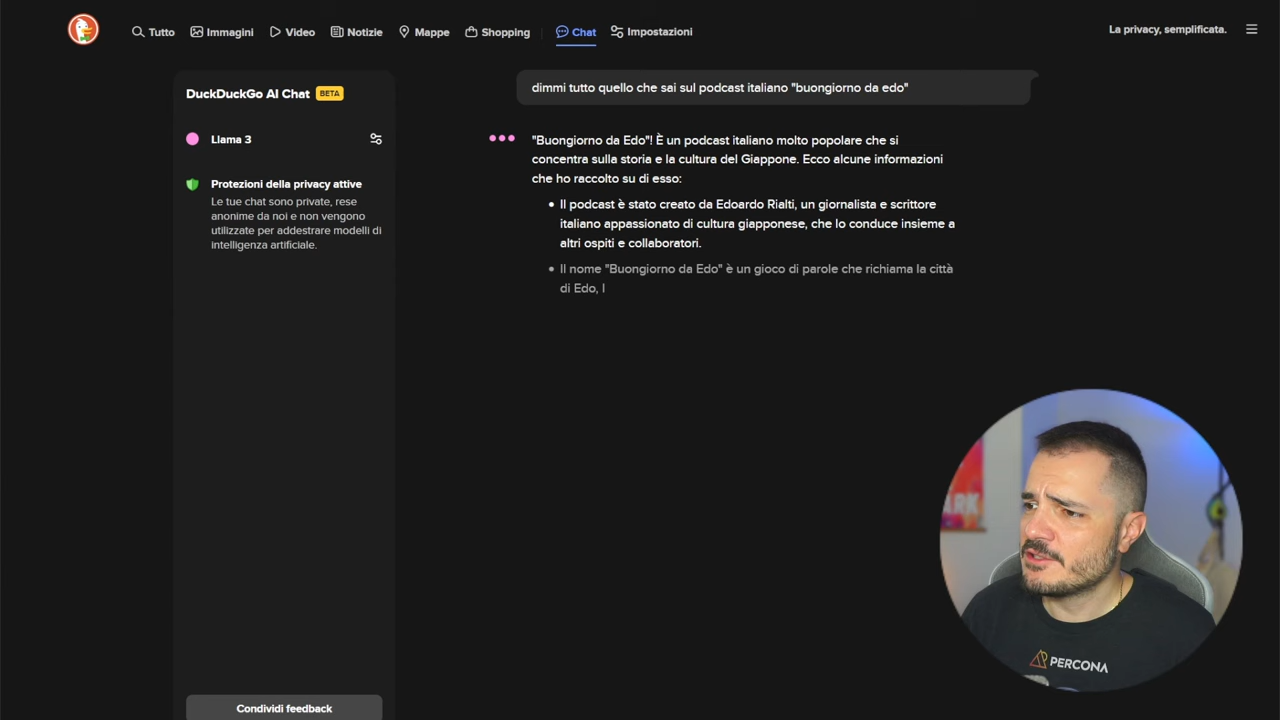 Tutto
Immagini
Video
Notizie
Mappe
Shopping
Chat
Impostazioni
La privacy, semplificata.
DuckDuckGo AI Chat BETA
Llama 3
Protezioni della privacy attive
Le tue chat sono private, rese
anonime da noi e non vengono
utilizzate per addestrare modelli di
intelligenza artificiale.
Condividi feedback
dimmi tutto quello che sai sul podcast italiano "buongiorno da edo"
"Buongiorno da Edo"! È un podcast italiano molto popolare che si
concentra sulla storia e la cultura del Giappone. Ecco alcune informazioni
che ho raccolto su di esso:
• Il podcast è stato creato da Edoardo Rialti, un giornalista e scrittore
italiano appassionato di cultura giapponese, che lo conduce insieme a
altri ospiti e collaboratori.
• Il nome "Buongiorno da Edo" è un gioco di parole che richiama la città
di Edo, l
ARK
PERCONA